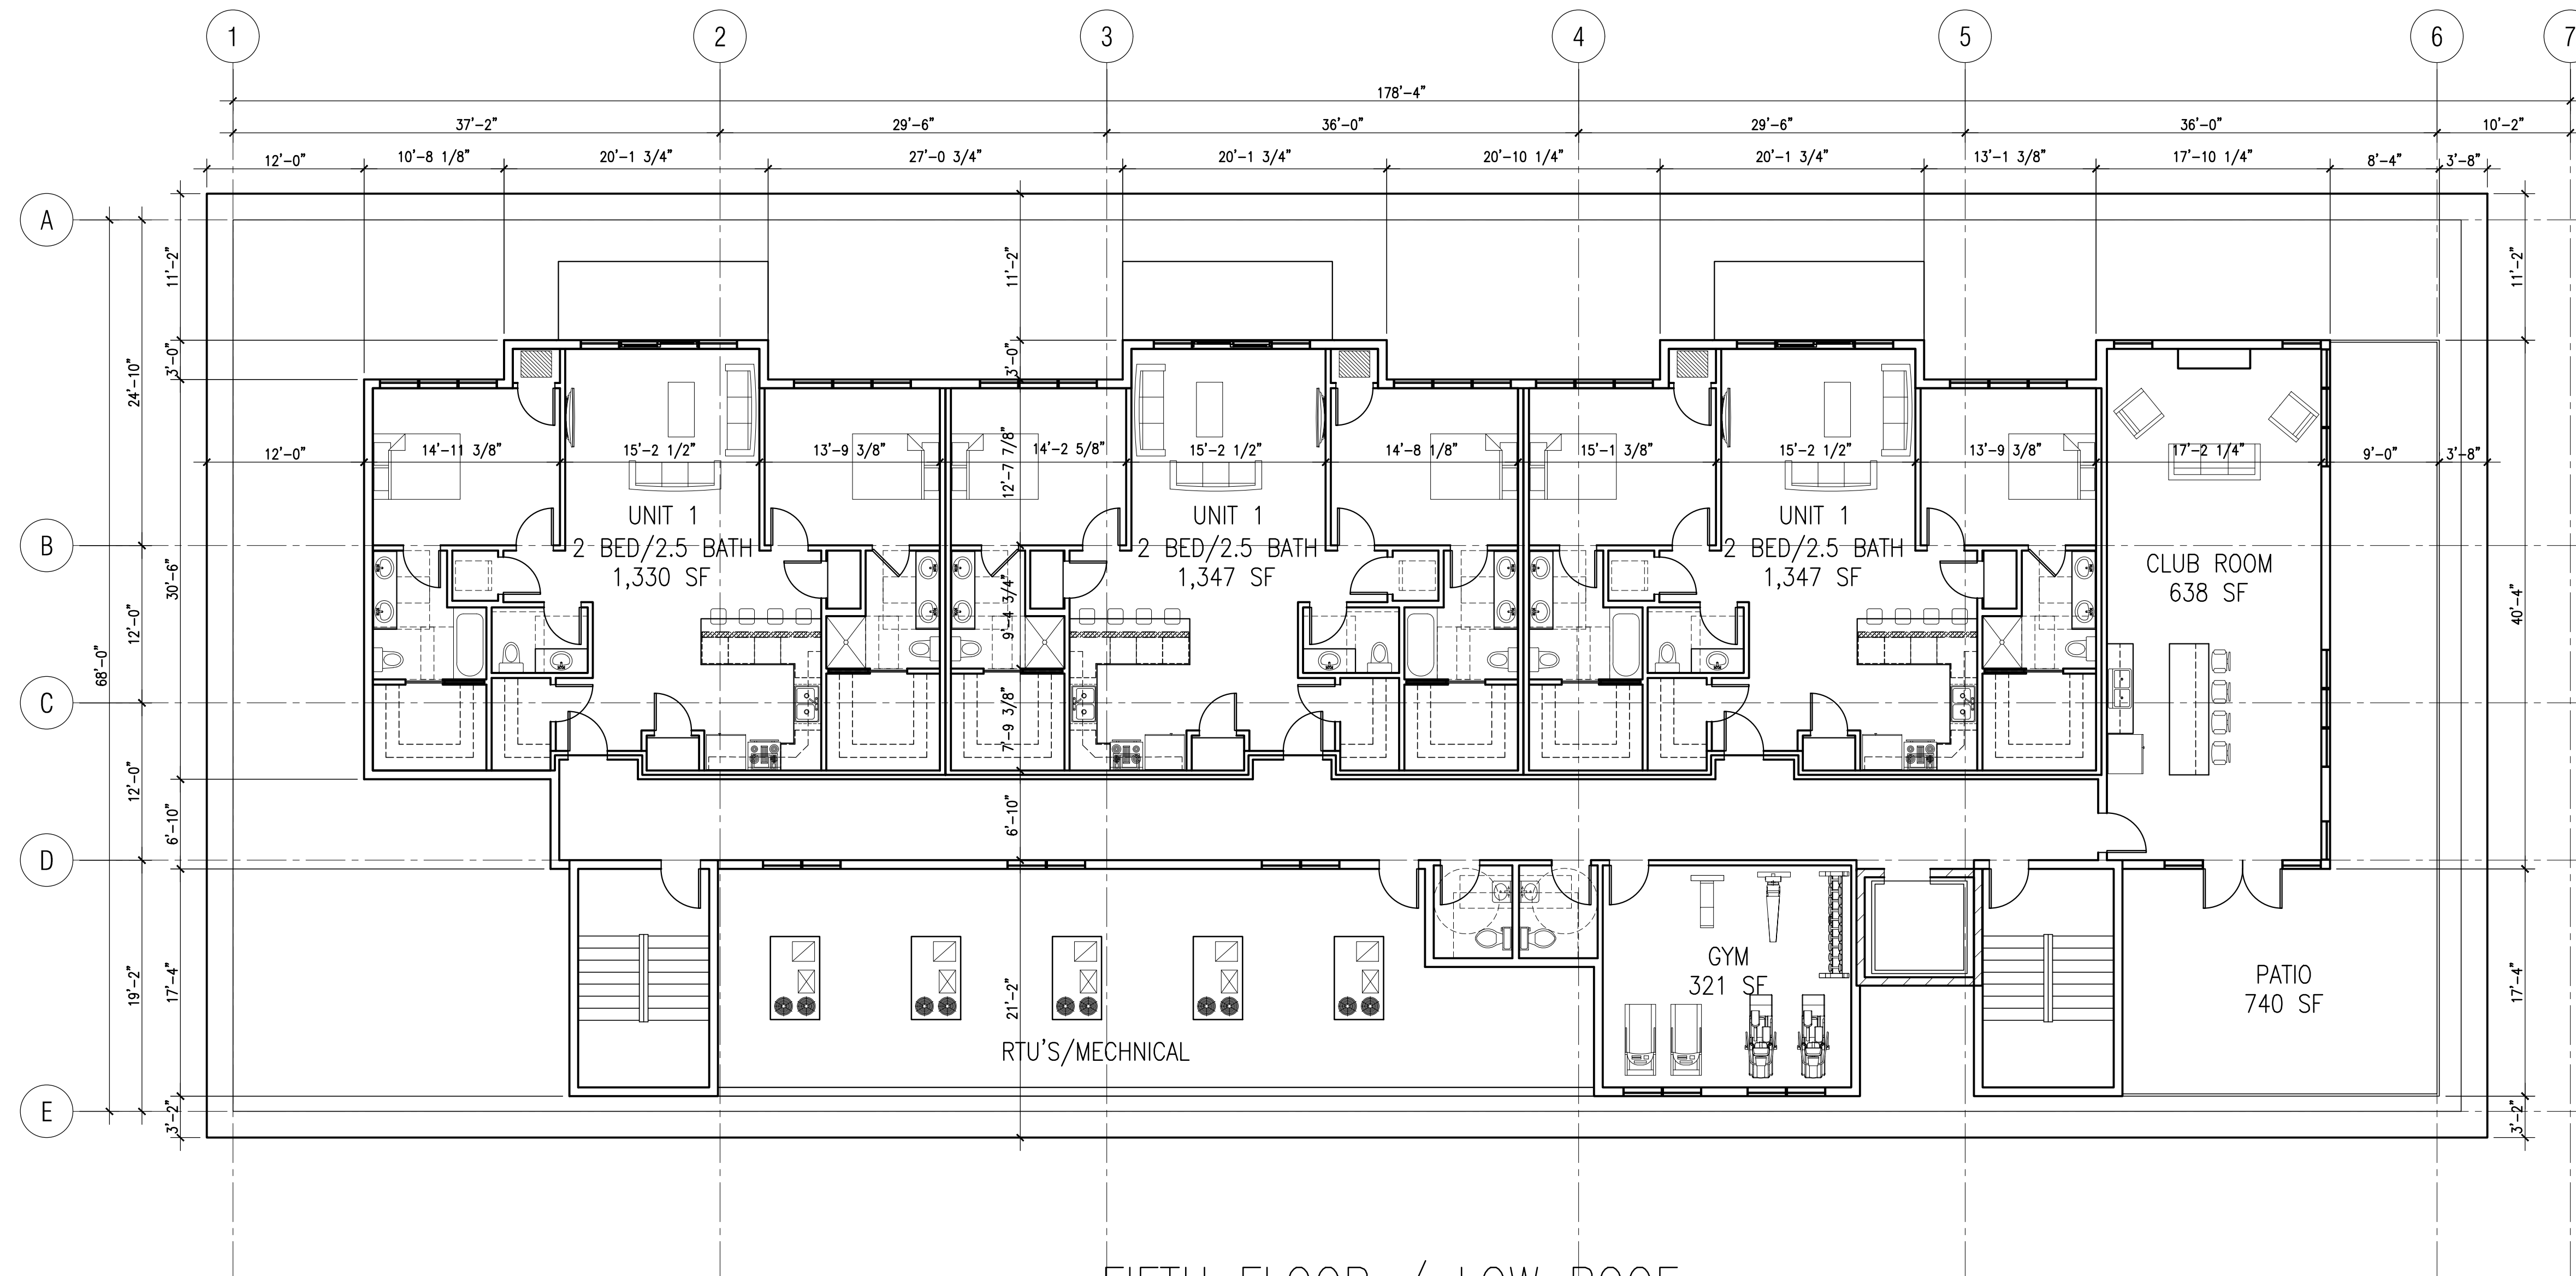 1 2 3 4 5 6 7
178'-4"
37'-2" 29'-6" 36'-0" 29'-6" 36'-0" 10'-2"
12'-0" 10'-8 1/8" 20'-1 3/4" 27'-0 3/4" 20'-1 3/4" 20'-10 1/4" 20'-1 3/4" 13'-1 3/8" 17'-10 1/4" 8'-4" 3'-8"
A
11'-2" 11'-2" 11'-2"
3'-0" 3'-0"
24'-10"
12'-0" 14'-11 3/8" 15'-2 1/2" 13'-9 3/8" 14'-2 5/8" 15'-2 1/2" 14'-8 1/8" 15'-1 3/8" 15'-2 1/2" 13'-9 3/8" 17'-2 1/4" 9'-0" 3'-8"
12'-7 7/8"
B
UNIT 1
2 BED/2.5 BATH
1,330 SF
UNIT 1
2 BED/2.5 BATH
1,347 SF
UNIT 1
2 BED/2.5 BATH
1,347 SF
CLUB ROOM
638 SF
30'-6"
9'-4 3/4"
40'-4"
12'-0"
68'-0"
C
7'-9 3/8"
12'-0"
6'-10" 6'-10"
D
19'-2"
17'-4"
21'-2"
17'-4"
GYM
321 SF
PATIO
740 SF
RTU'S/MECHNICAL
E
3'-2" 3'-2"
FIFTH FLOOR / LOW ROOF